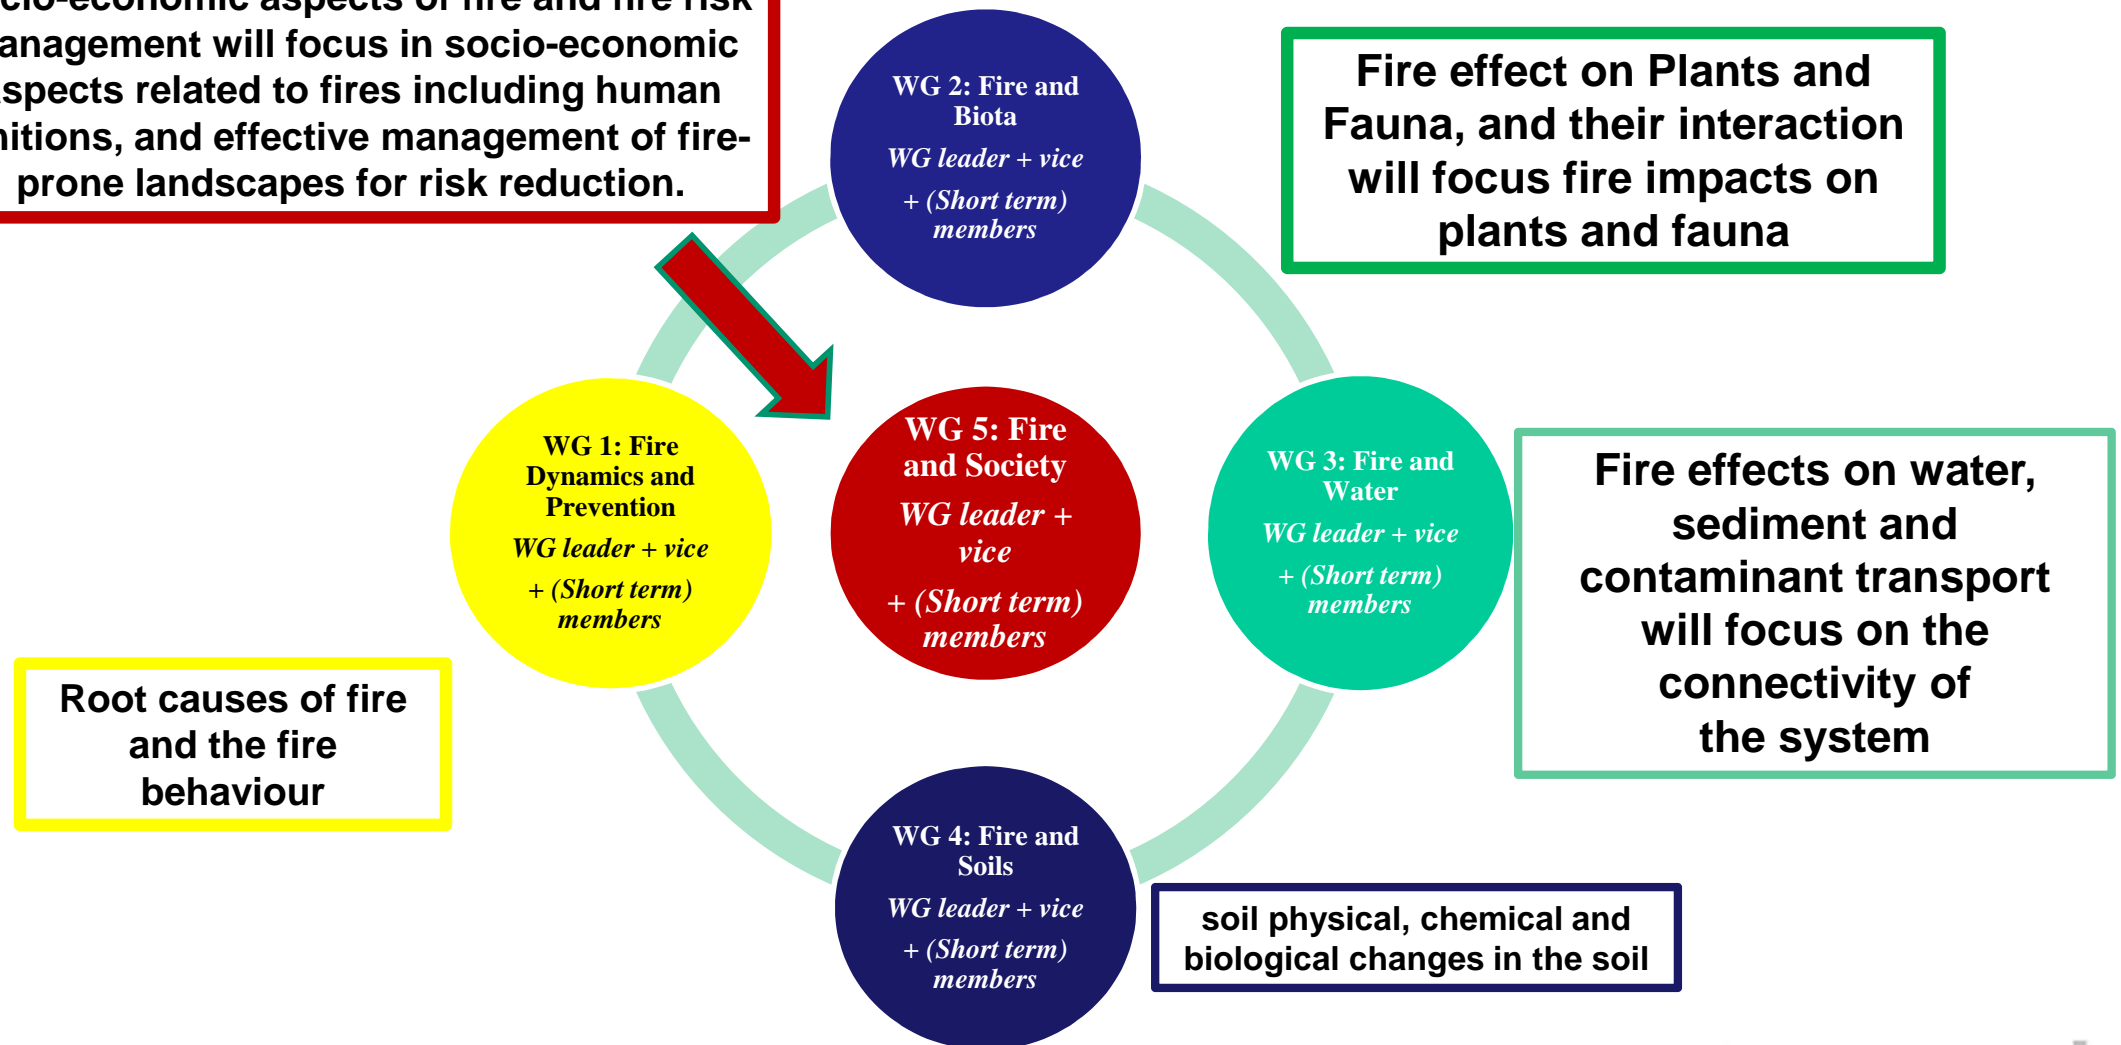 aspects of fire and fire risk
will focus in socio-economic
related to fires including human
and effective management of fire-
prone landscapes for risk reduction.
WG 2: Fire and
Biota
WG leader + vice
+ (Short term)
members
Fire effect on Plants and
Fauna, and their interaction
will focus fire impacts on
plants and fauna
WG 1: Fire
Dynamics and
Prevention
WG leader + vice
+ (Short term)
members
WG 5: Fire
and Society
WG leader +
vice
+ (Short term)
members
WG 3: Fire and
Water
WG leader + vice
+ (Short term)
members
Fire effects on water,
sediment and
contaminant transport
will focus on the
connectivity of
the system
Root causes of fire
and the fire
behaviour
WG 4: Fire and
Soils
WG leader + vice
+ (Short term)
members
soil physical, chemical and
biological changes in the soil